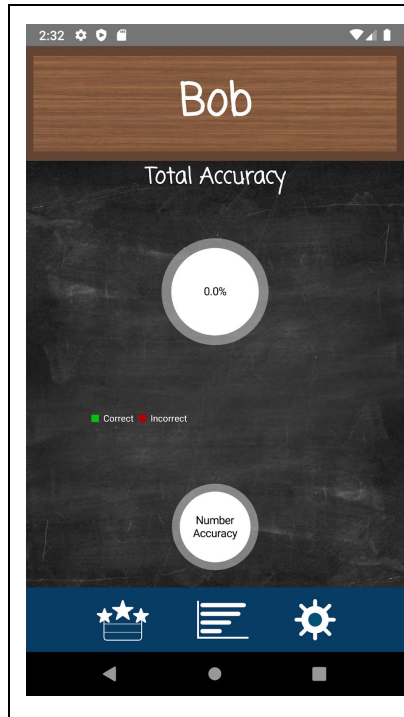 2:32
Bob
Total Accuracy
0.0%
Correct Incorrect
Number
Accuracy